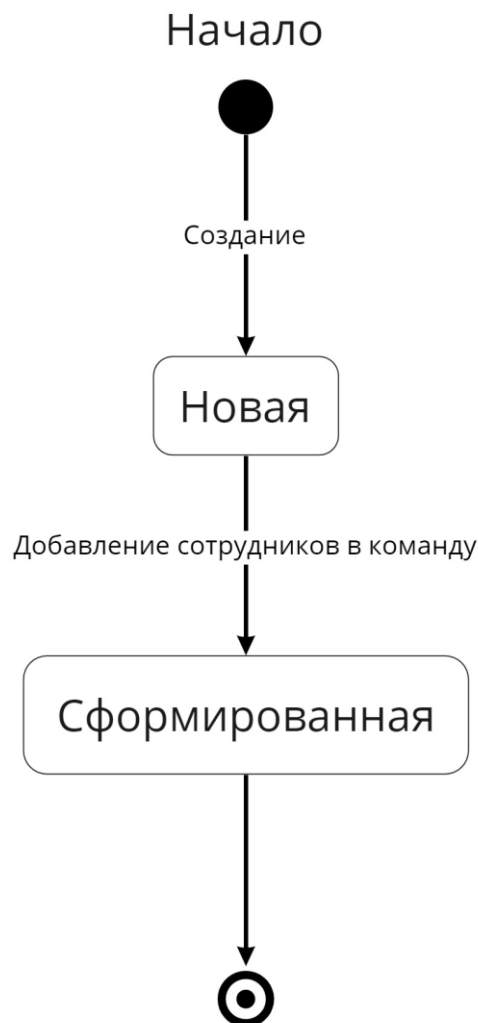 Начало
Создание
Новая
Добавление сотрудников в команду
Сформированная